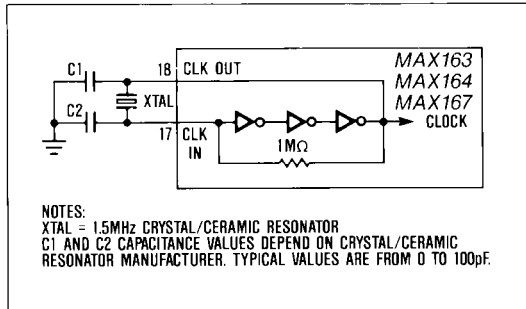 MAX163
MAX164
MAX167
C1
18 CLK OUT
XTAL
C2
17 CLK IN
1MΩ
CLOCK
NOTES:
XTAL = 1.5MHz CRYSTAL/CERAMIC RESONATOR
C1 AND C2 CAPACITANCE VALUES DEPEND ON CRYSTAL/CERAMIC
RESONATOR MANUFACTURER. TYPICAL VALUES ARE FROM 0 TO 100pF.